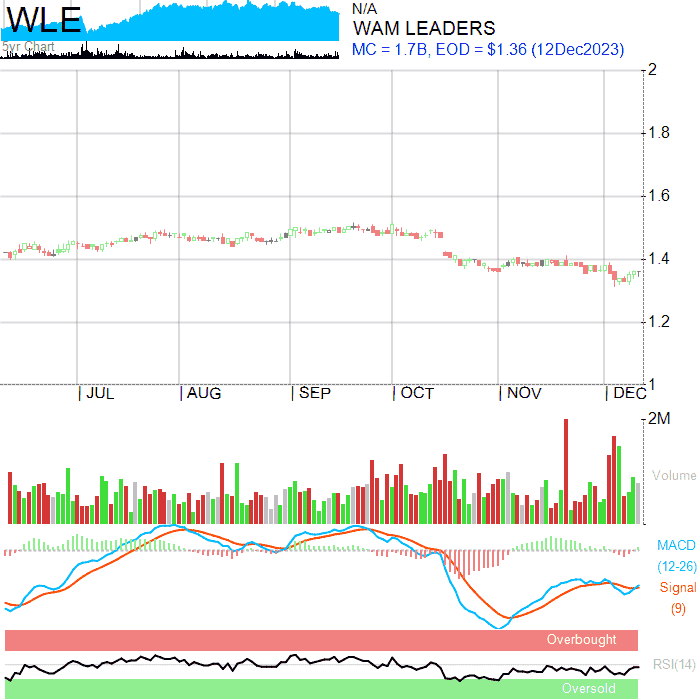 WLE
5yr Chart
N/A
WAM LEADERS
MC = 1.7B, EOD = $1.36 (12Dec2023)
2
1.8
1.6
1.4
1.2
1
| JUL | AUG | SEP | OCT | NOV | DEC
2M
Volume
MACD
(12-26)
Signal
(9)
Overbought
RSI(14)
Oversold